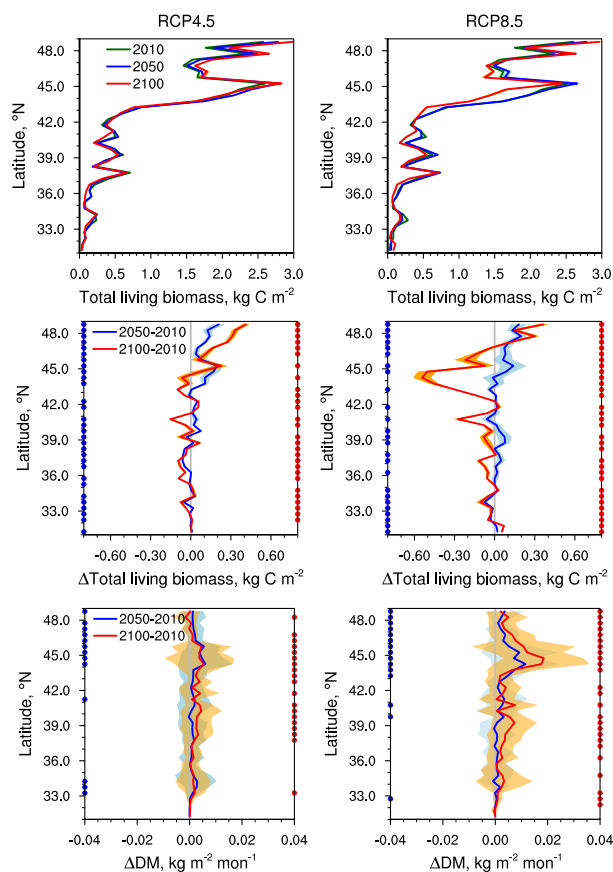 RCP4.5
RCP8.5
48.0
45.0
42.0
39.0
36.0
33.0
Latitude, °N
2010
2050
2100
0.0 0.5 1.0 1.5 2.0 2.5 3.0
Total living biomass, kg C m-2
48.0
45.0
42.0
39.0
36.0
33.0
Latitude, °N
0.0 0.5 1.0 1.5 2.0 2.5 3.0
Total living biomass, kg C m-2
48.0
45.0
42.0
39.0
36.0
33.0
Latitude, °N
2050-2010
2100-2010
-0.60 -0.30 0.00 0.30 0.60
ΔTotal living biomass, kg C m-2
48.0
45.0
42.0
39.0
36.0
33.0
Latitude, °N
-0.60 -0.30 0.00 0.30 0.60
ΔTotal living biomass, kg C m-2
48.0
45.0
42.0
39.0
36.0
33.0
Latitude, °N
2050-2010
2100-2010
-0.04 -0.02 0.00 0.02 0.04
ΔDM, kg m-2 mon-1
48.0
45.0
42.0
39.0
36.0
33.0
Latitude, °N
-0.04 -0.02 0.00 0.02 0.04
ΔDM, kg m-2 mon-1